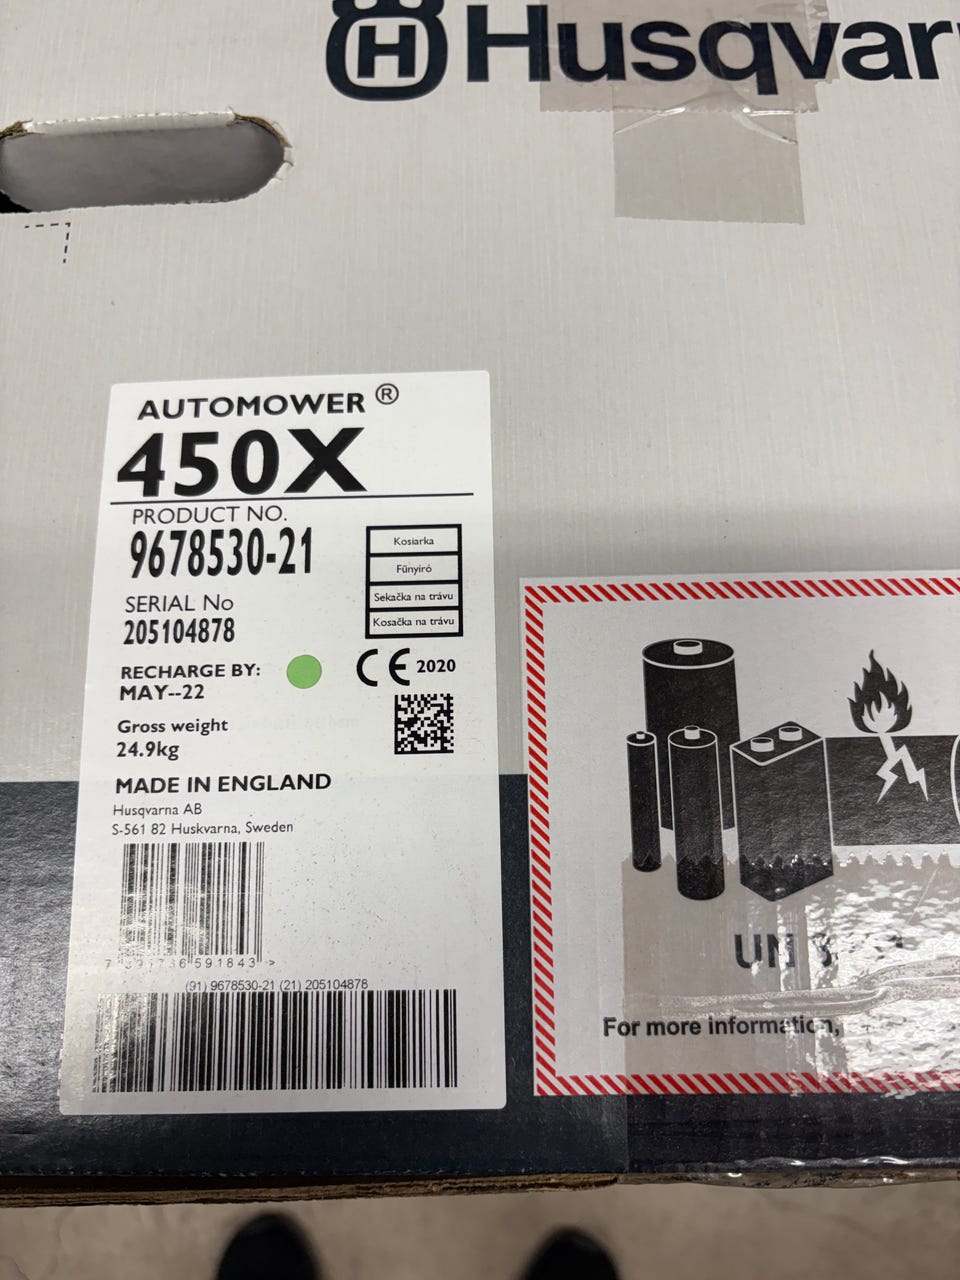 Husqvar
AUTOMOWER ®
450X
PRODUCT NO.
9678530-21
SERIAL No
205104878
Kosiarka
Fűnyíró
Sekačka na trávu
Kosačka na trávu
RECHARGE BY:
MAY--22
CE 2020
Gross weight
24.9kg
MADE IN ENGLAND
Husqvarna AB
S-561 82 Huskvarna, Sweden
(91) 9678530-21 (21) 205104878
UN
For more information,